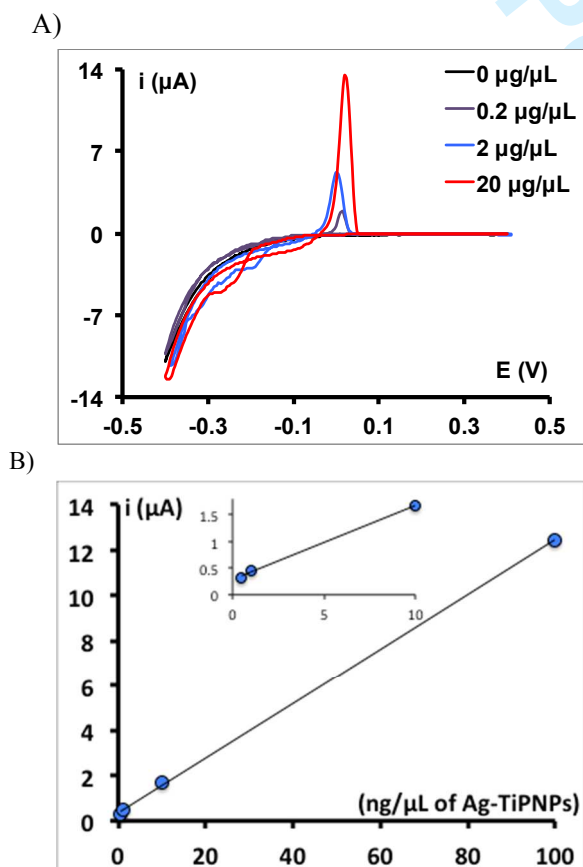 A)
14
i (µA)
0 µg/µL
0.2 µg/µL
2 µg/µL
20 µg/µL
7
0
-7
-14
E (V)
-0.5 -0.3 -0.1 0.1 0.3 0.5
B)
14
i (µA)
12
10
8
6
4
2
0
1.5
1
0.5
0
0 5 10
(ng/µL of Ag-TiPNPs)
0 20 40 60 80 100